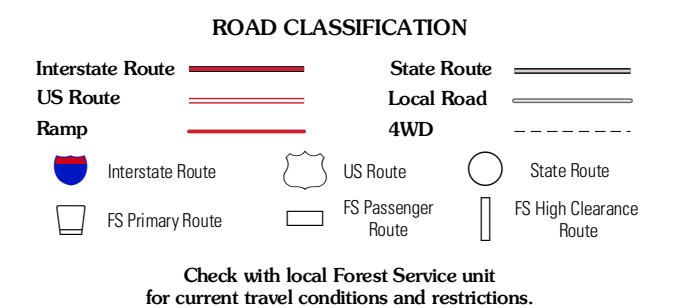 ROAD CLASSIFICATION
Interstate Route
State Route
US Route
Local Road
Ramp
4WD
Interstate Route
US Route
State Route
FS Primary Route
FS Passenger
Route
FS High Clearance
Route
Check with local Forest Service unit
for current travel conditions and restrictions.